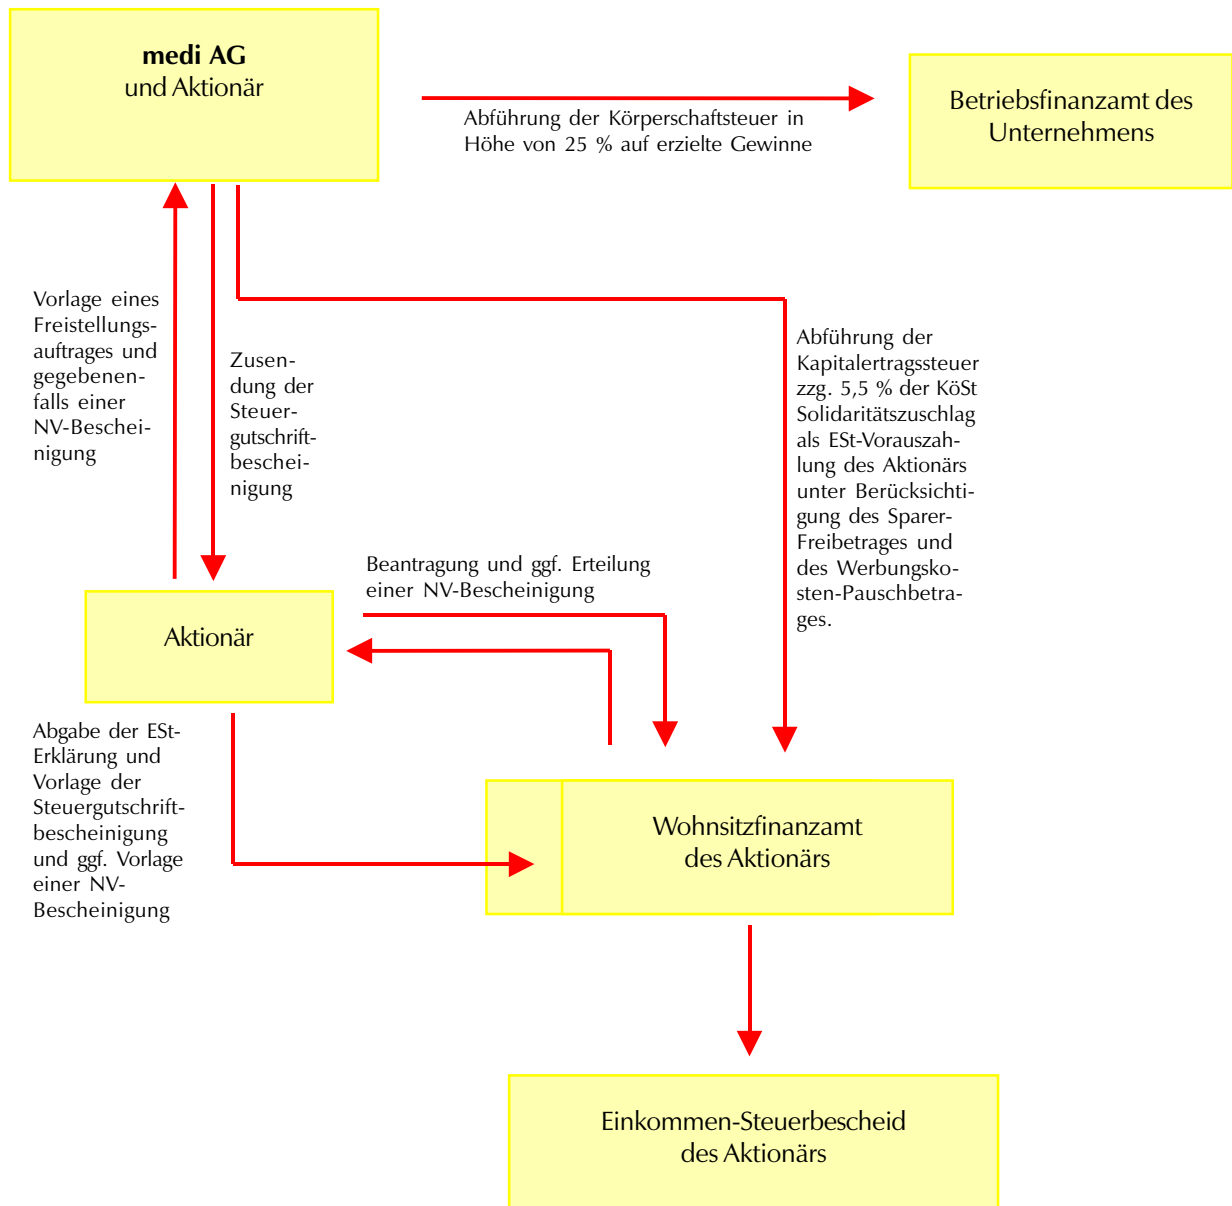 medi AG
und Aktionär
Betriebsfinanzamt des
Unternehmens
Abführung der Körperschaftsteuer in
Höhe von 25 % auf erzielte Gewinne
Vorlage eines
Freistellungs-
auftrages und
gegebenen-
falls einer
NV-Beschei-
nigung
Zusen-
dung der
Steuer-
gutschrift-
beschei-
nigung
Abführung der
Kapitalertragssteuer
zzg. 5,5 % der KöSt
Solidaritätszuschlag
als ESt-Vorauszah-
lung des Aktionärs
unter Berücksichti-
gung des Sparer-
Freibetrages und
des Werbungsko-
sten-Pauschbetra-
ges.
Beantragung und ggf. Erteilung
einer NV-Bescheinigung
Aktionär
Abgabe der ESt-
Erklärung und
Vorlage der
Steuergutschrift-
bescheinigung
und ggf. Vorlage
einer NV-
Bescheinigung
Wohnsitzfinanzamt
des Aktionärs
Einkommen-Steuerbescheid
des Aktionärs